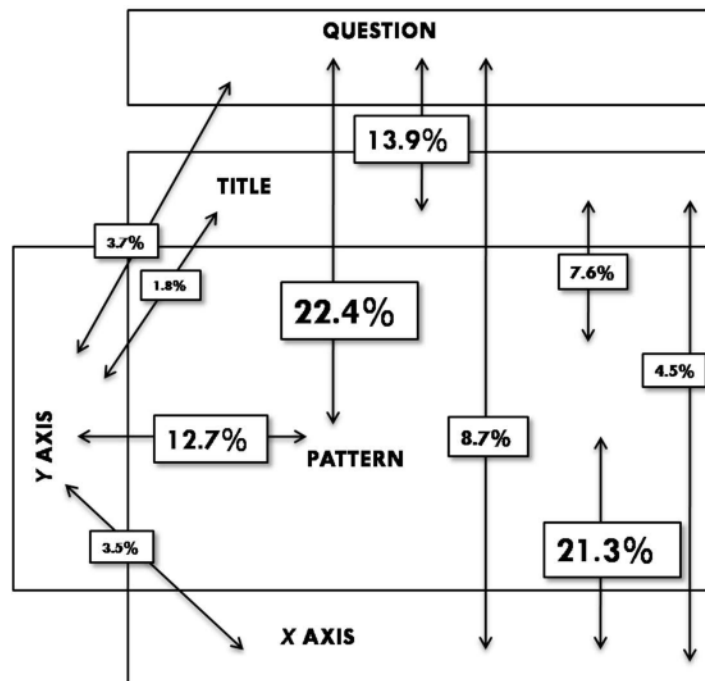 QUESTION
13.9%
TITLE
3.7%
1.8%
7.6%
22.4%
4.5%
Y AXIS
12.7%
PATTERN
8.7%
3.5%
21.3%
X AXIS